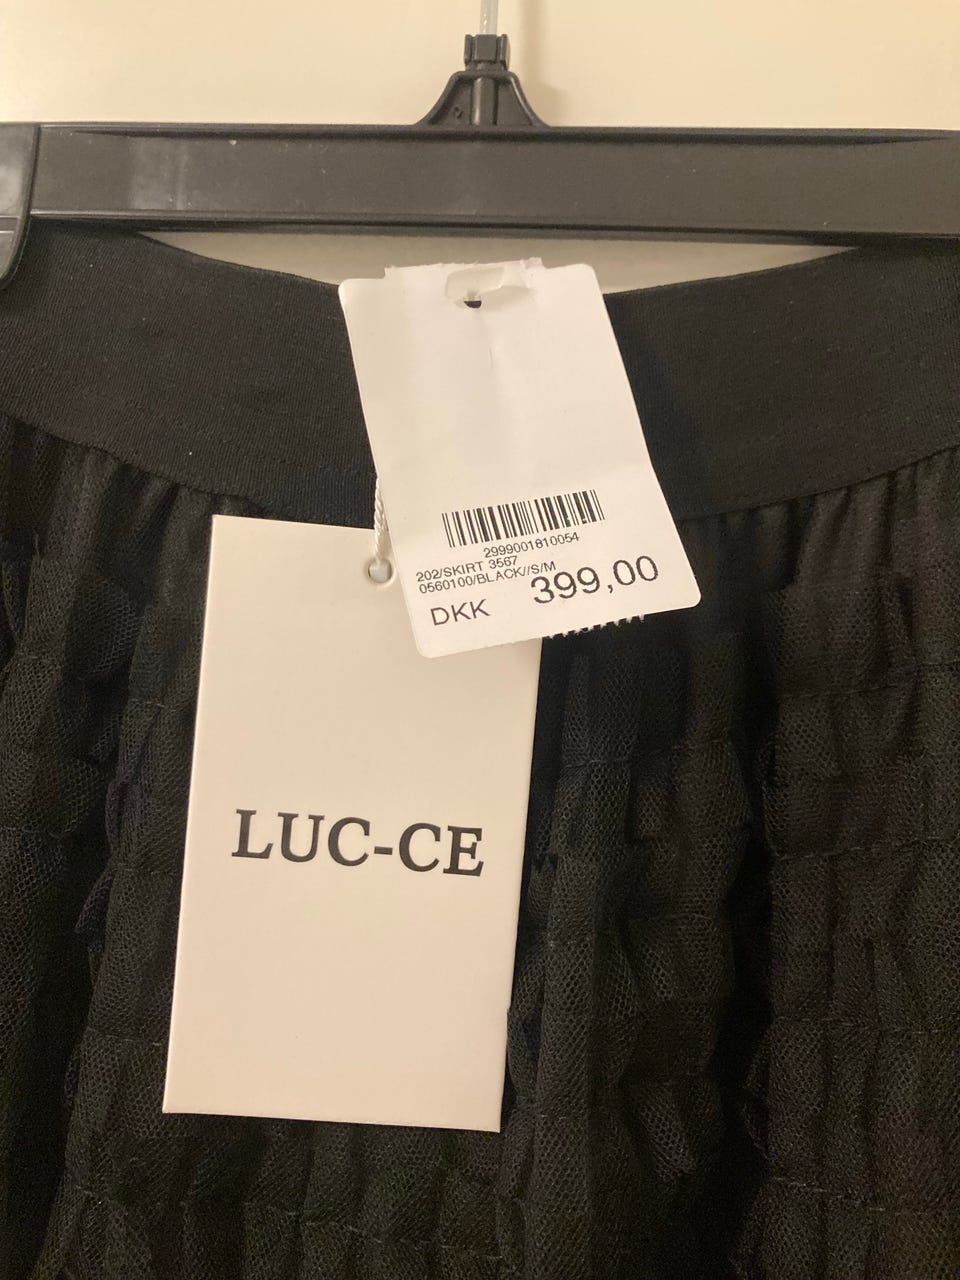 2999001810054
202/SKIRT 3567
0560100/BLACK//S/M
DKK 399,00
LUC-CE